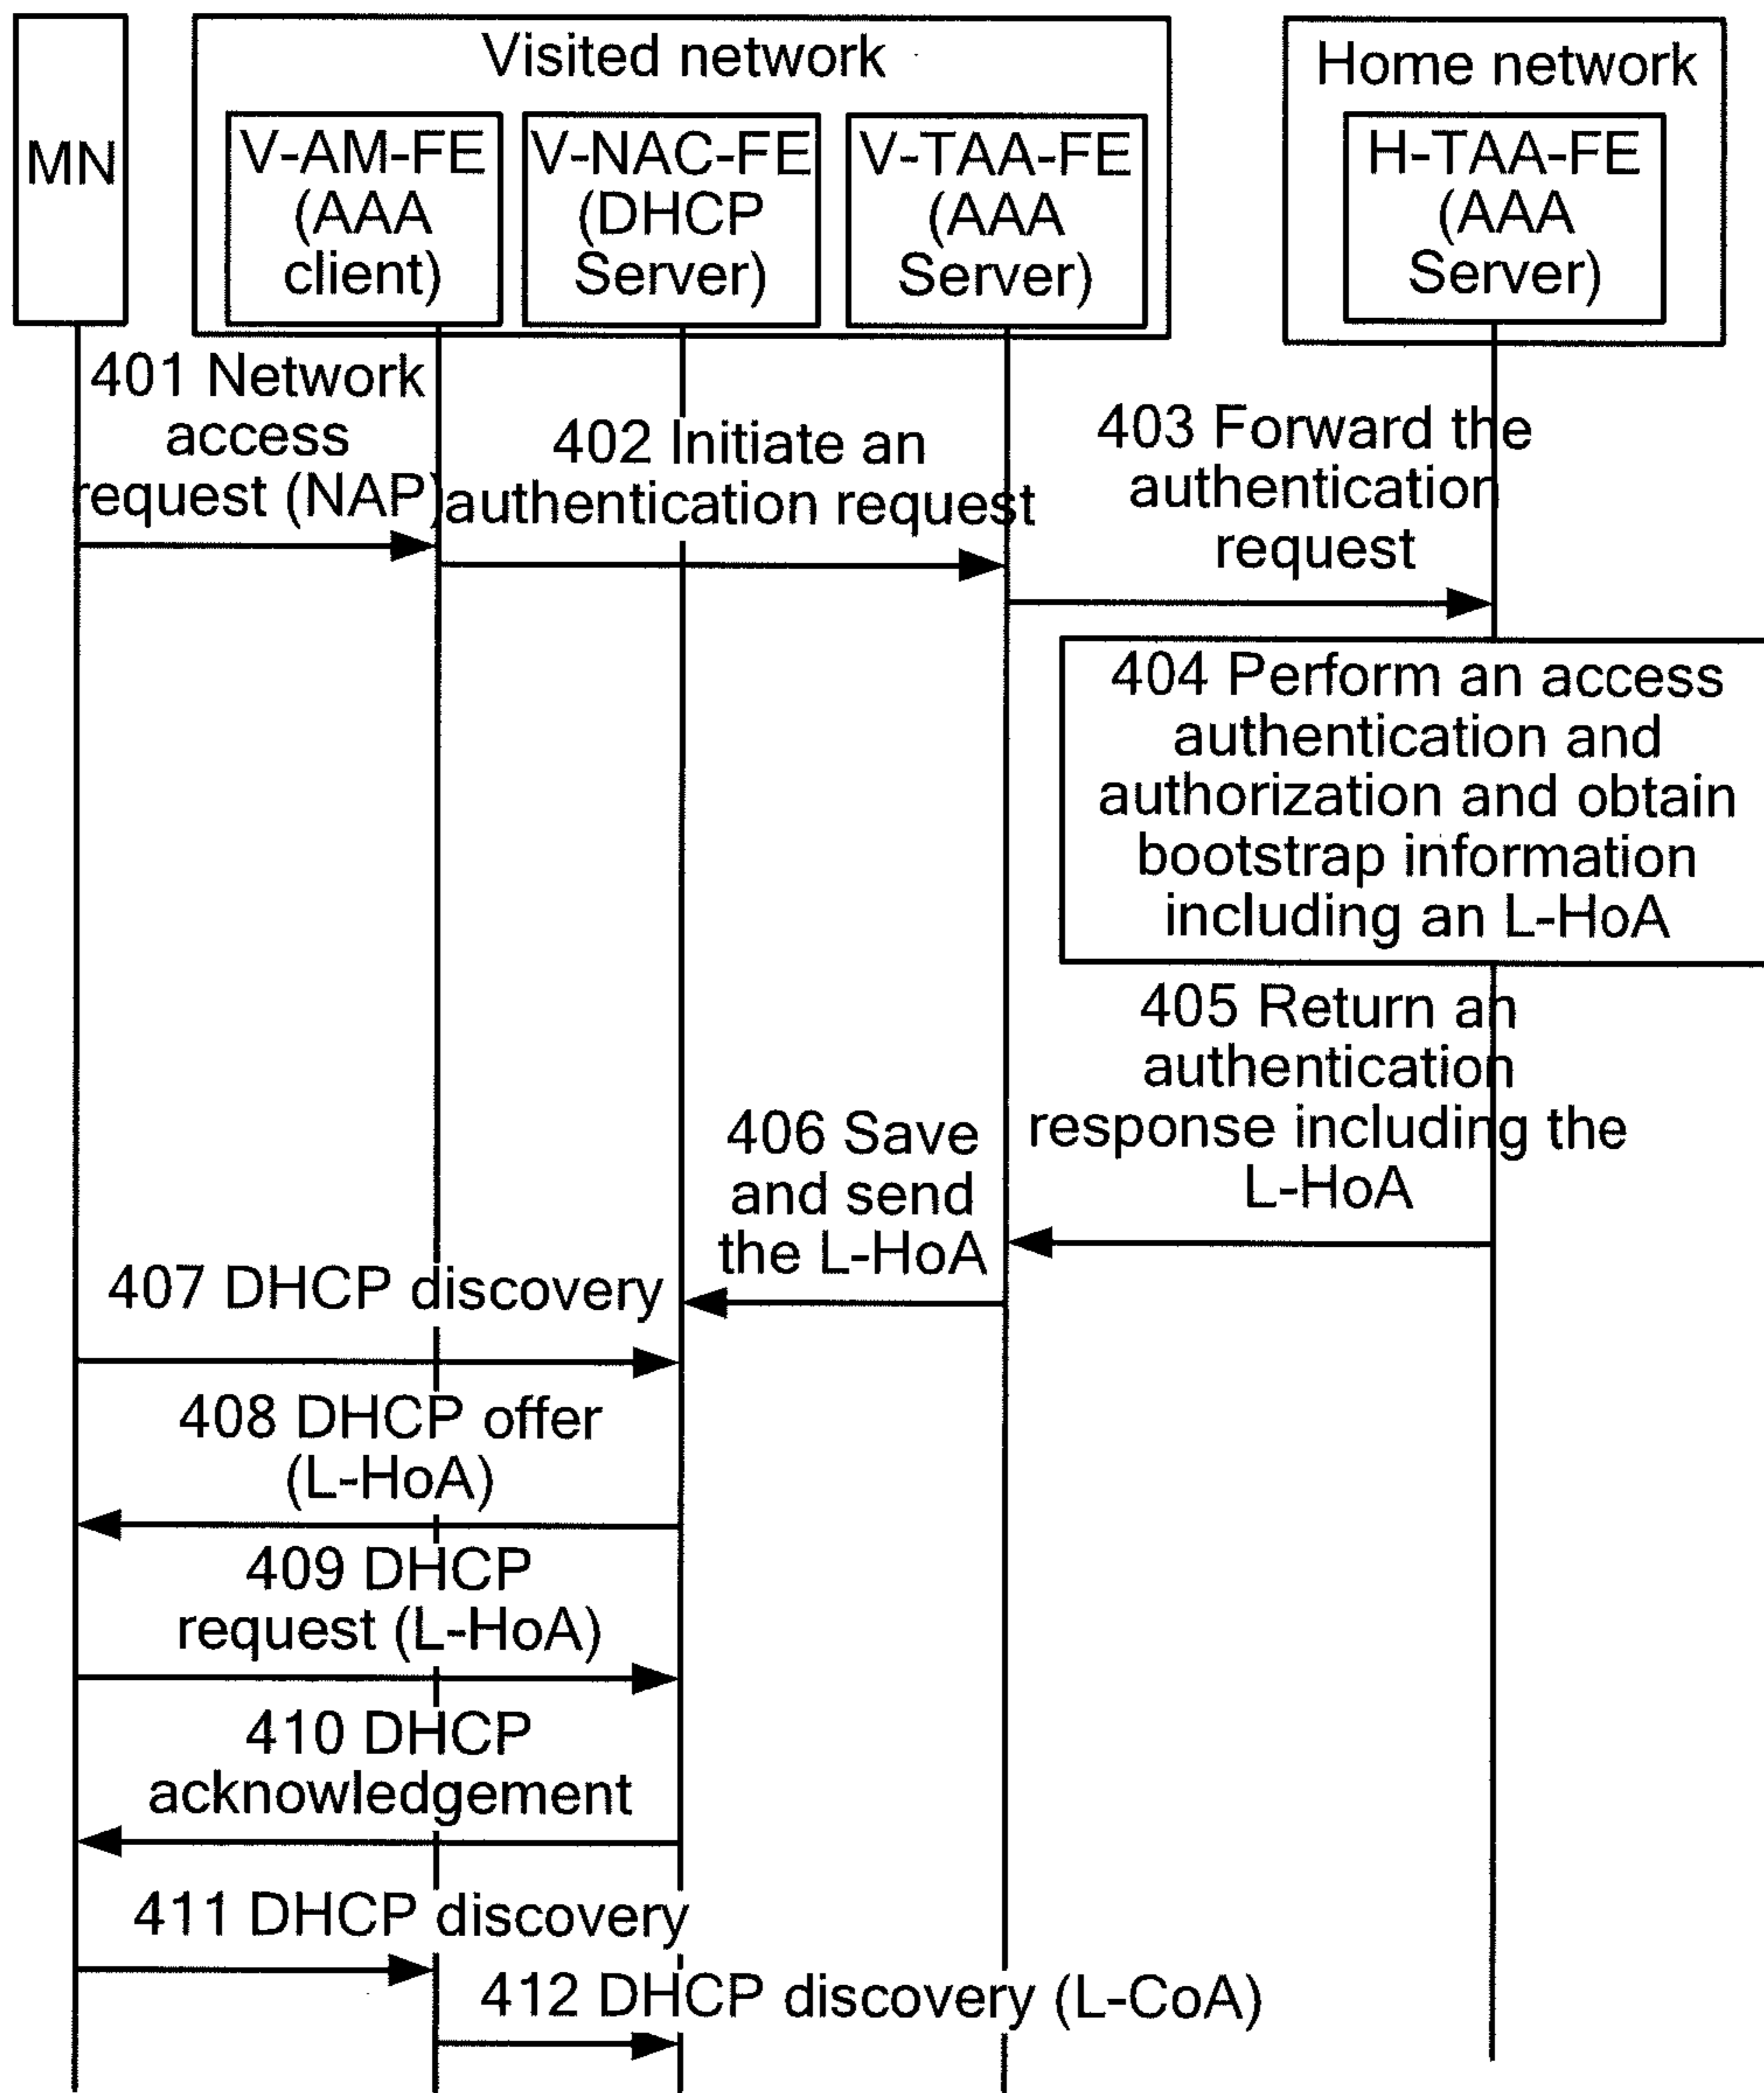 MN
Visited network
V-AM-FE
(AAA
client)
V-NAC-FE
(DHCP
Server)
V-TAA-FE
(AAA
Server)
Home network
H-TAA-FE
(AAA
Server)
401 Network
access
request (NAP)
402 Initiate an
authentication request
403 Forward the
authentication
request
404 Perform an access
authentication and
authorization and obtain
bootstrap information
including an L-HoA
405 Return an
authentication
response including the
L-HoA
406 Save
and send
the L-HoA
407 DHCP discovery
408 DHCP offer
(L-HoA)
409 DHCP
request (L-HoA)
410 DHCP
acknowledgement
411 DHCP discovery
412 DHCP discovery (L-CoA)